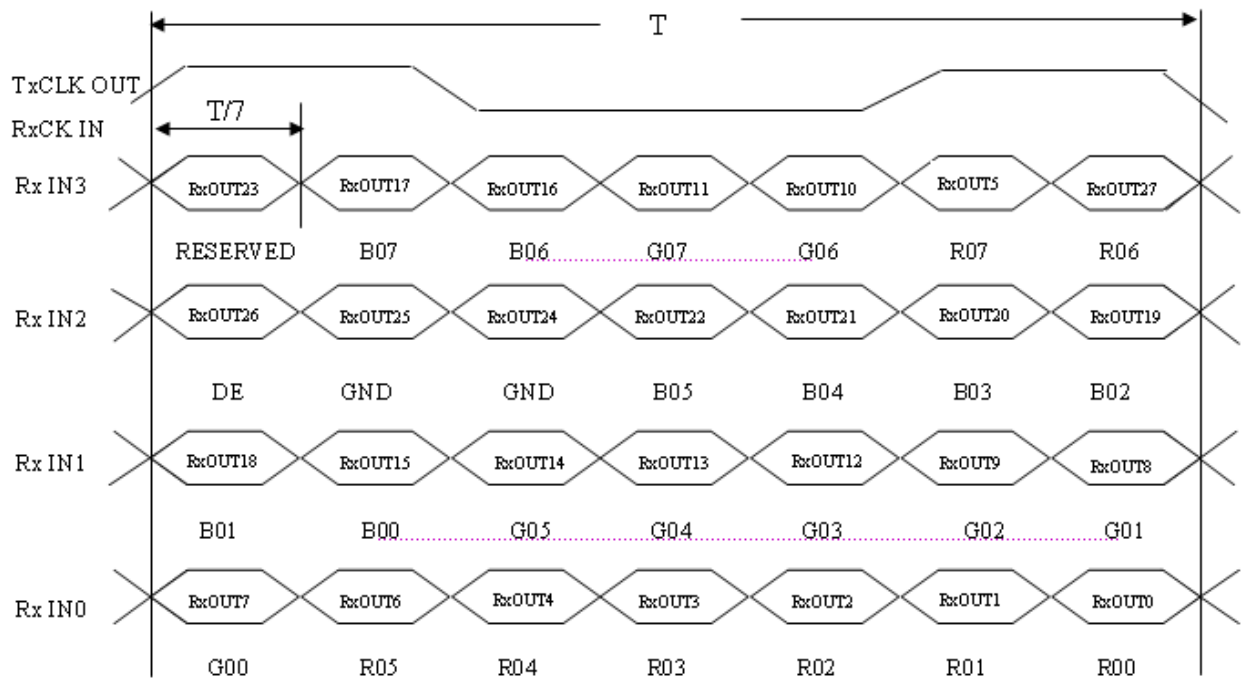 T
TxCLK OUT
T/7
RxCK IN
Rx IN3 RxOUT23 RxOUT17 RxOUT16 RxOUT11 RxOUT10 RxOUT5 RxOUT27
RESERVED B07 B06 G07 G06 R07 R06
Rx IN2 RxOUT26 RxOUT25 RxOUT24 RxOUT22 RxOUT21 RxOUT20 RxOUT19
DE GND GND B05 B04 B03 B02
Rx IN1 RxOUT18 RxOUT15 RxOUT14 RxOUT13 RxOUT12 RxOUT9 RxOUT8
B01 B00 G05 G04 G03 G02 G01
Rx IN0 RxOUT7 RxOUT6 RxOUT4 RxOUT3 RxOUT2 RxOUT1 RxOUT0
G00 R05 R04 R03 R02 R01 R00